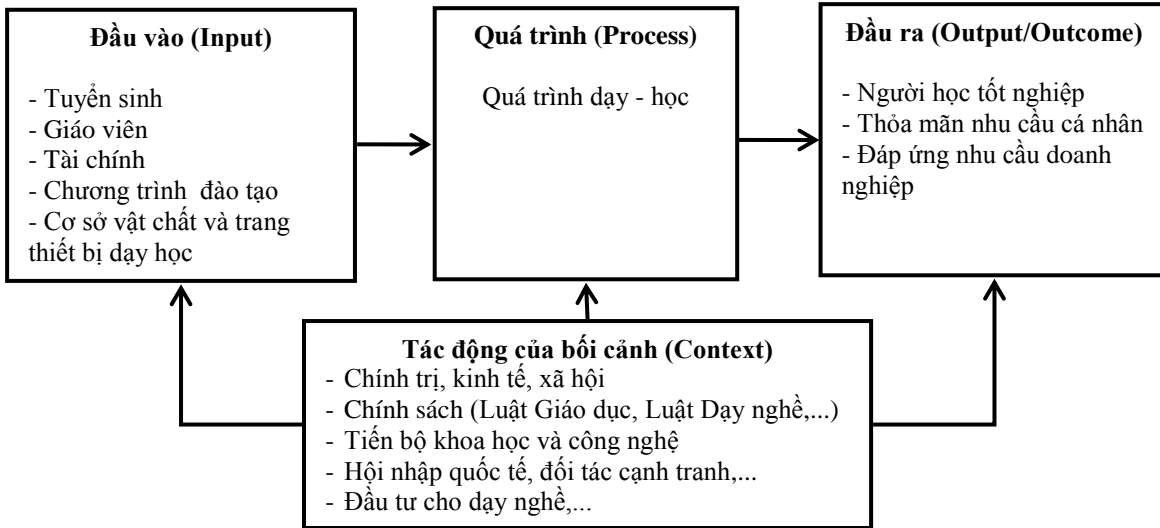 Đầu vào (Input)
- Tuyển sinh
- Giáo viên
- Tài chính
- Chương trình đào tạo
- Cơ sở vật chất và trang
thiết bị dạy học
Quá trình (Process)
Quá trình dạy - học
Đầu ra (Output/Outcome)
- Người học tốt nghiệp
- Thỏa mãn nhu cầu cá nhân
- Đáp ứng nhu cầu doanh
nghiệp
Tác động của bối cảnh (Context)
- Chính trị, kinh tế, xã hội
- Chính sách (Luật Giáo dục, Luật Dạy nghề,...)
- Tiến bộ khoa học và công nghệ
- Hội nhập quốc tế, đối tác cạnh tranh,...
- Đầu tư cho dạy nghề,...